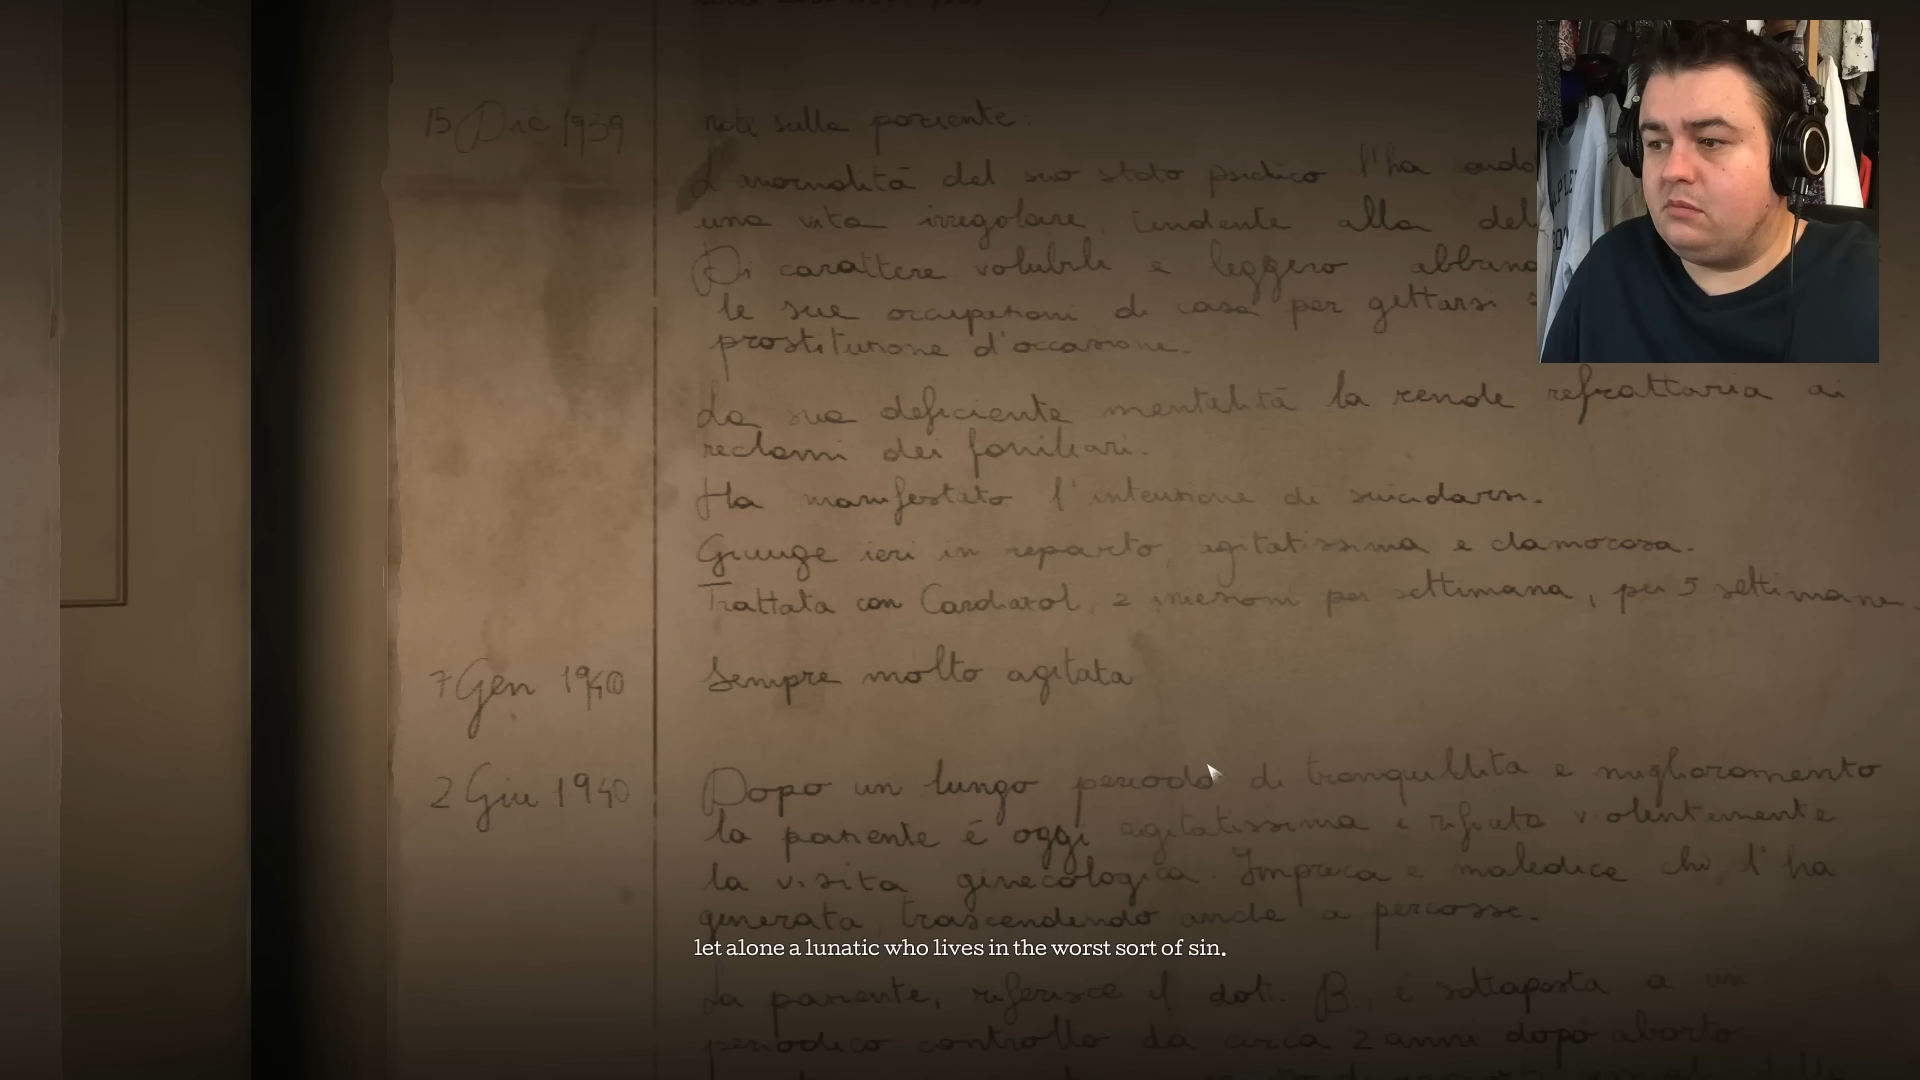 15 Dic 1939
note sulla paziente:
L'anormalità del suo stato psichico l'ha
una vita irregolare, tendente alla
Di carattere volubile e leggero
le sue occupazioni di casa per gettarsi
prostituzione d'occasione.
La sua deficiente mentalità la rende refrattaria ai
reclami dei familiari.
Ha manifestato l'intenzione di suicidarsi.
Giunge ieri in reparto agitatissima e clamorosa.
Trattata con Cardiazol, 2 iniezioni per settimana, per 5 settimane.
7 Gen 1940
Sempre molto agitata
2 Giu 1940
Dopo un lungo periodo di tranquillità e miglioramento
la paziente é oggi agitatissima e rifiuta violentemente
la visita ginecologica. Impreca e maledice chi l'ha
generata, trascendendo anche a percosse.
let alone a lunatic who lives in the worst sort of sin.
La paziente, riferisce il dott. B., è sottoposta a un
periodico controllo da circa 2 anni dopo aborto